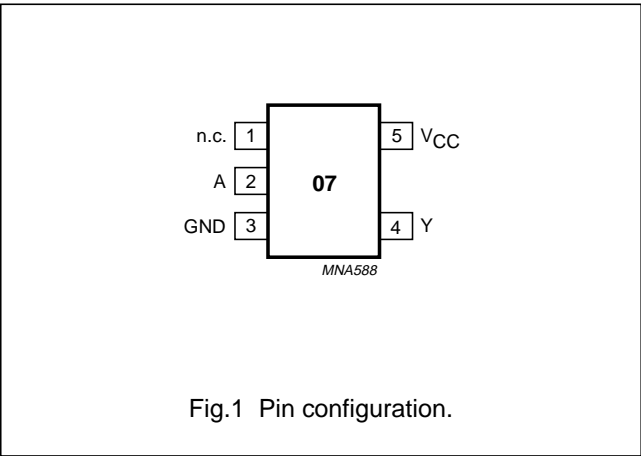 n.c. 1
5 VCC
A 2
07
GND 3
4 Y
MNA588
Fig.1 Pin configuration.